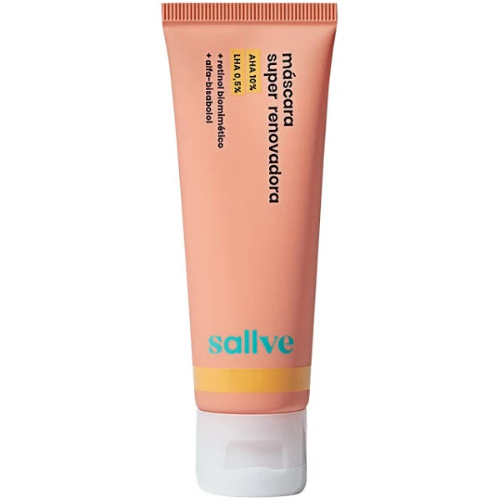 máscara
super renovadora
AHA 10%
LHA 0,5%
+ retinol biomimético
+ alfa-bisabolol
sallve